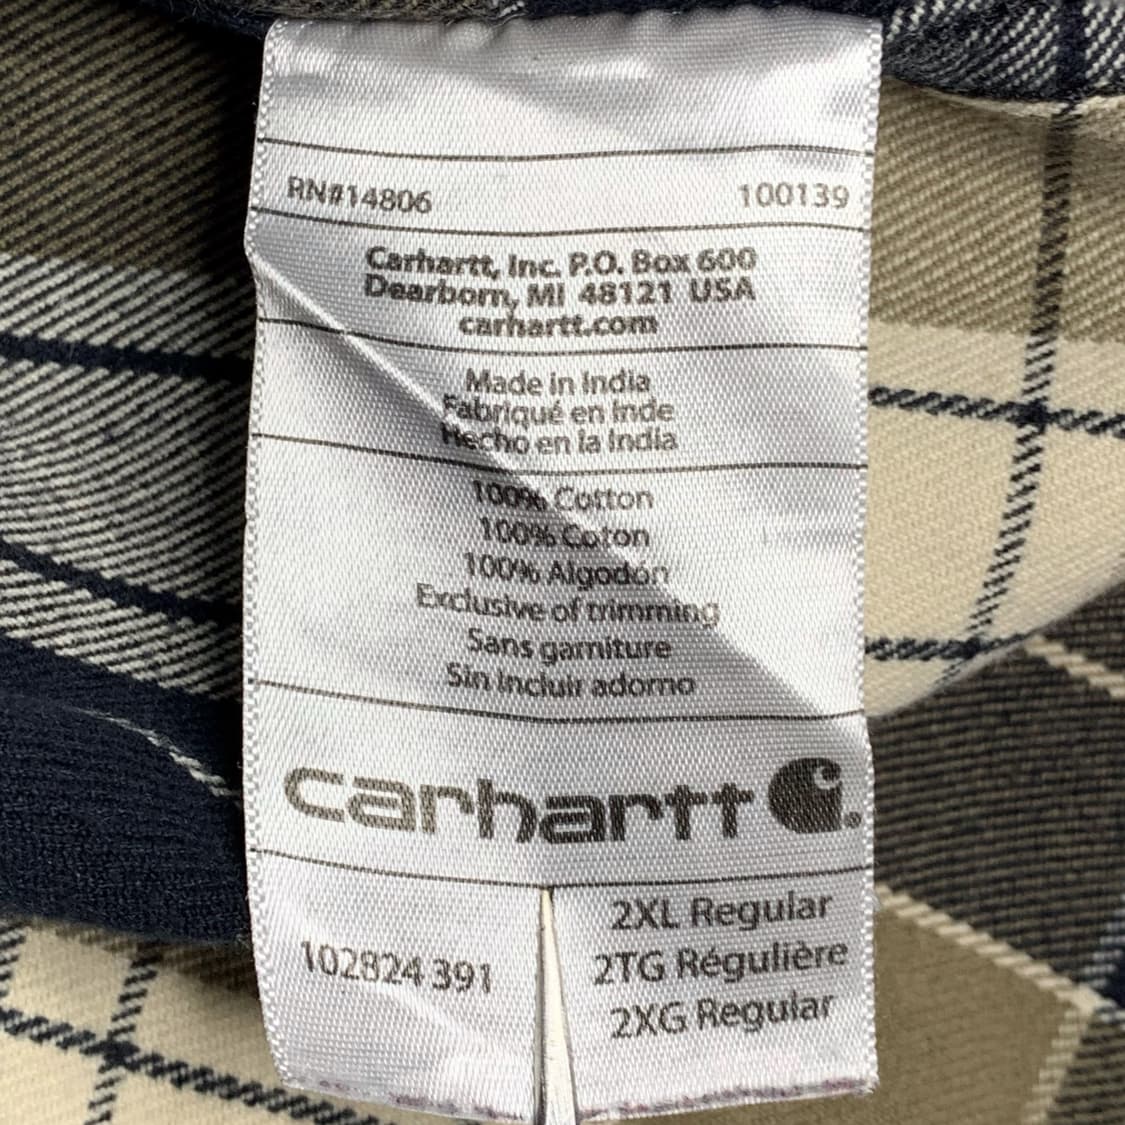 RN#14806 100139
Carhartt, Inc. P.O. Box 600
Dearborn, MI 48121 USA
carhartt.com
Made in India
Fabriqué en Inde
Hecho en la India
100% Cotton
100% Coton
100% Algodón
Exclusive of trimming
Sans garniture
Sin Incluir adorno
carhartt
102824 391
2XL Regular
2TG Régulière
2XG Regular